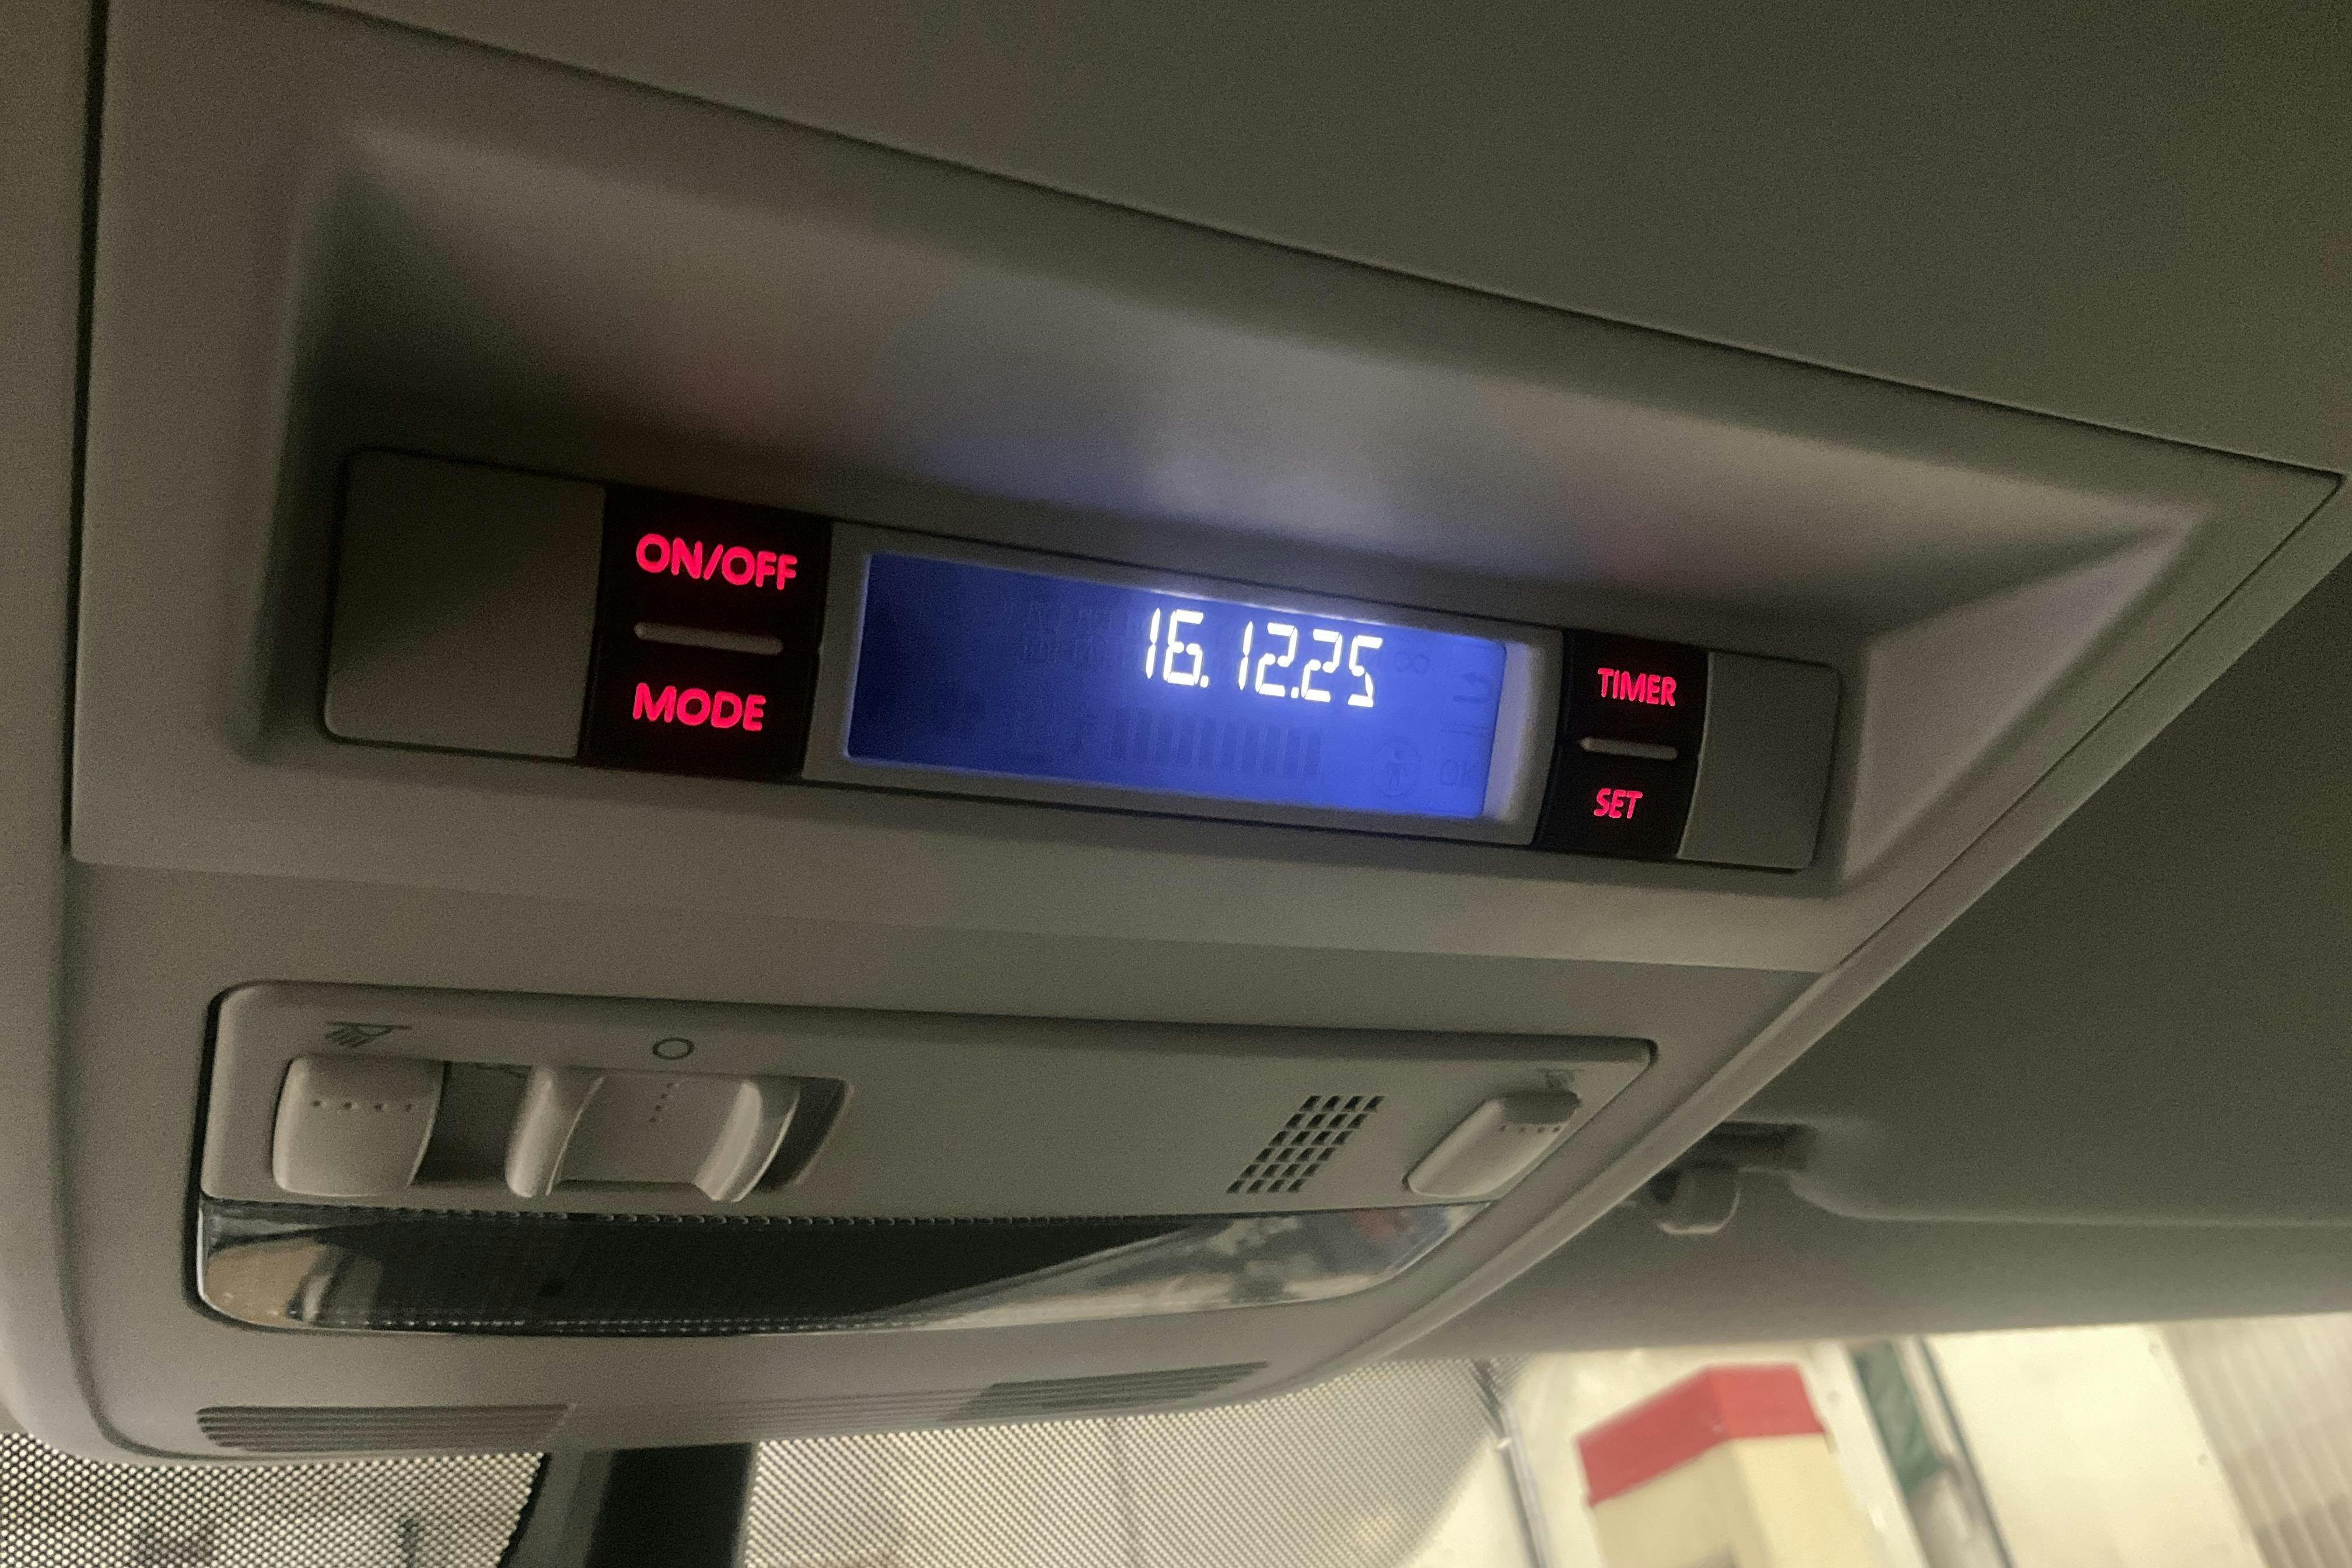 ON/OFF
MODE
16.12.25
TIMER
SET